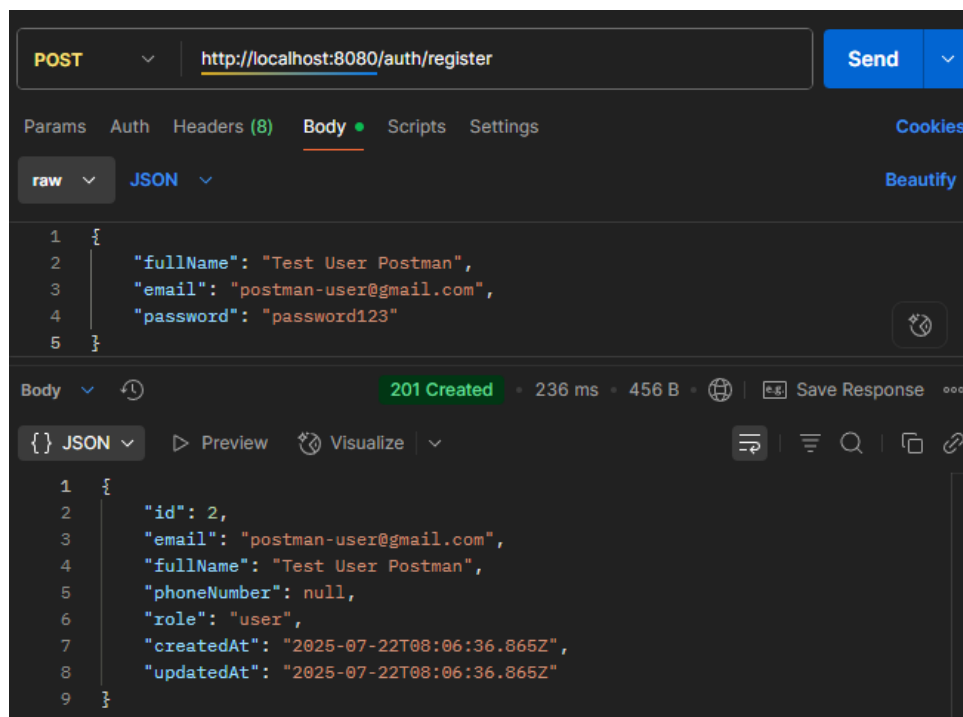 POST http://localhost:8080/auth/register Send
Params Auth Headers (8) Body Scripts Settings Cookies
raw JSON Beautify
1 {
2 "fullName": "Test User Postman",
3 "email": "postman-user@gmail.com",
4 "password": "password123"
5 }
Body 201 Created 236 ms 456 B e.g. Save Response
{} JSON Preview Visualize
1 {
2 "id": 2,
3 "email": "postman-user@gmail.com",
4 "fullName": "Test User Postman",
5 "phoneNumber": null,
6 "role": "user",
7 "createdAt": "2025-07-22T08:06:36.865Z",
8 "updatedAt": "2025-07-22T08:06:36.865Z"
9 }